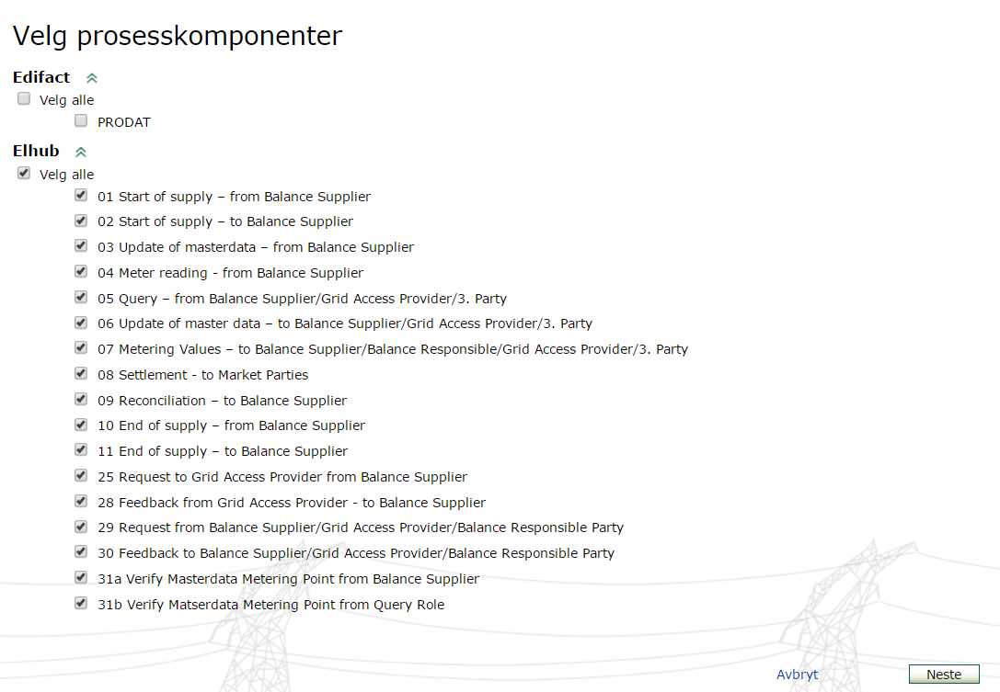 Velg prosesskomponenter
Edifact
Velg alle
PRODAT
Elhub
Velg alle
01 Start of supply – from Balance Supplier
02 Start of supply – to Balance Supplier
03 Update of masterdata – from Balance Supplier
04 Meter reading - from Balance Supplier
05 Query – from Balance Supplier/Grid Access Provider/3. Party
06 Update of master data – to Balance Supplier/Grid Access Provider/3. Party
07 Metering Values – to Balance Supplier/Balance Responsible/Grid Access Provider/3. Party
08 Settlement - to Market Parties
09 Reconciliation – to Balance Supplier
10 End of supply – from Balance Supplier
11 End of supply – to Balance Supplier
25 Request to Grid Access Provider from Balance Supplier
28 Feedback from Grid Access Provider - to Balance Supplier
29 Request from Balance Supplier/Grid Access Provider/Balance Responsible Party
30 Feedback to Balance Supplier/Grid Access Provider/Balance Responsible Party
31a Verify Masterdata Metering Point from Balance Supplier
31b Verify Matserdata Metering Point from Query Role
Avbryt Neste